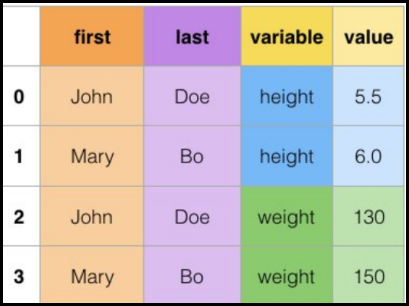 first last variable value
0 John Doe height 5.5
1 Mary Bo height 6.0
2 John Doe weight 130
3 Mary Bo weight 150